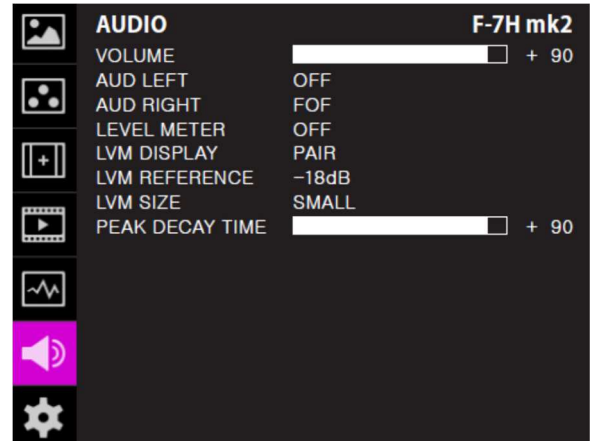 AUDIO F-7H mk2
VOLUME + 90
AUD LEFT OFF
AUD RIGHT FOF
LEVEL METER OFF
LVM DISPLAY PAIR
LVM REFERENCE -18dB
LVM SIZE SMALL
PEAK DECAY TIME + 90